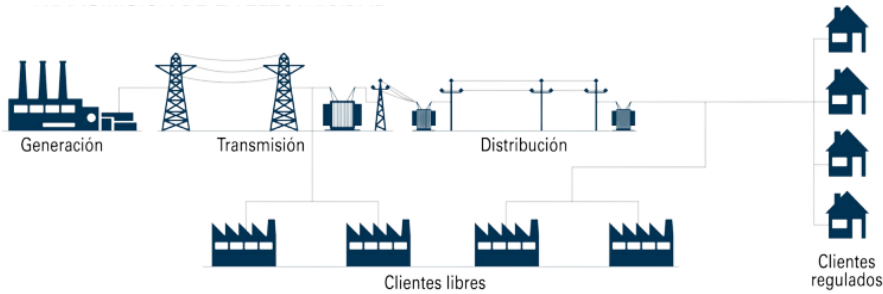 Generación
Transmisión
Distribución
Clientes libres
Clientes
regulados